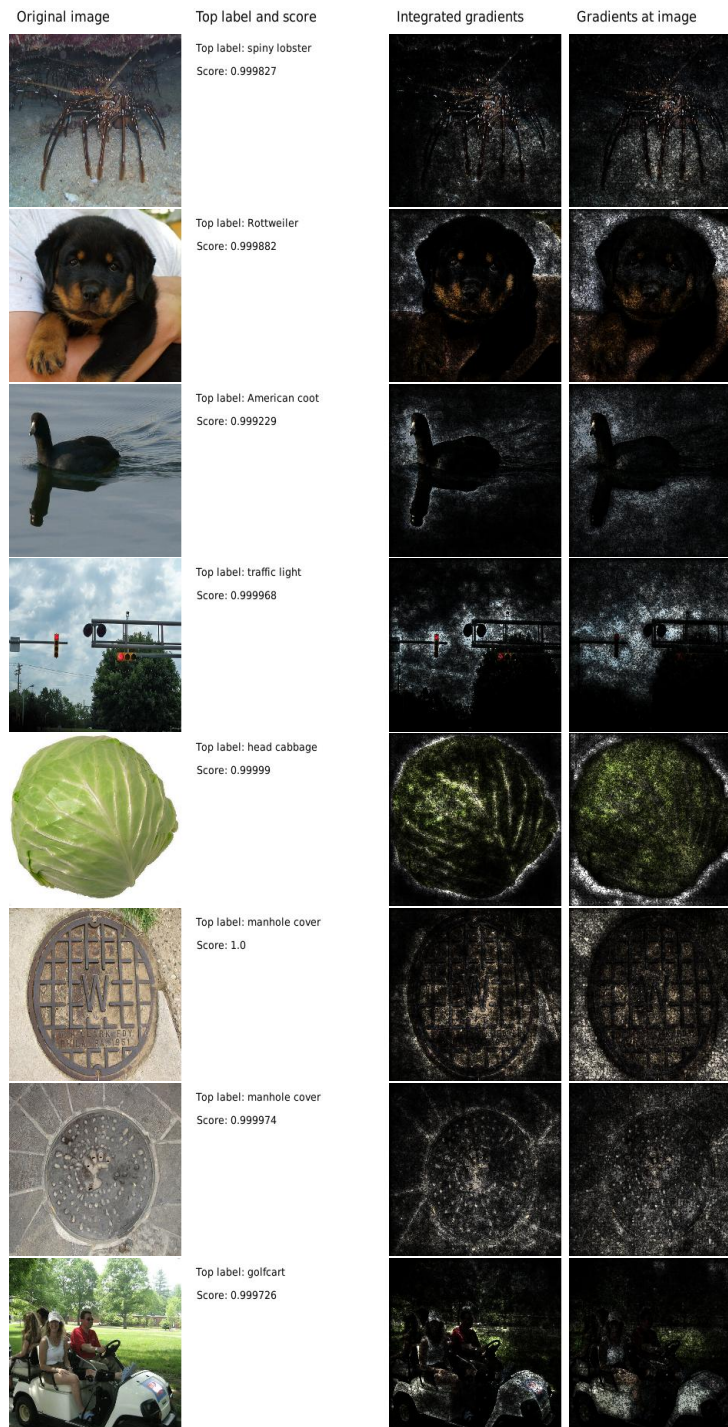 Original image Top label and score Integrated gradients Gradients at image
Top label: spiny lobster
Score: 0.999827
Top label: Rottweiler
Score: 0.999882
Top label: American coot
Score: 0.999229
Top label: traffic light
Score: 0.999968
Top label: head cabbage
Score: 0.99999
Top label: manhole cover
Score: 1.0
W
Top label: manhole cover
Score: 0.999974
Top label: golfcart
Score: 0.999726